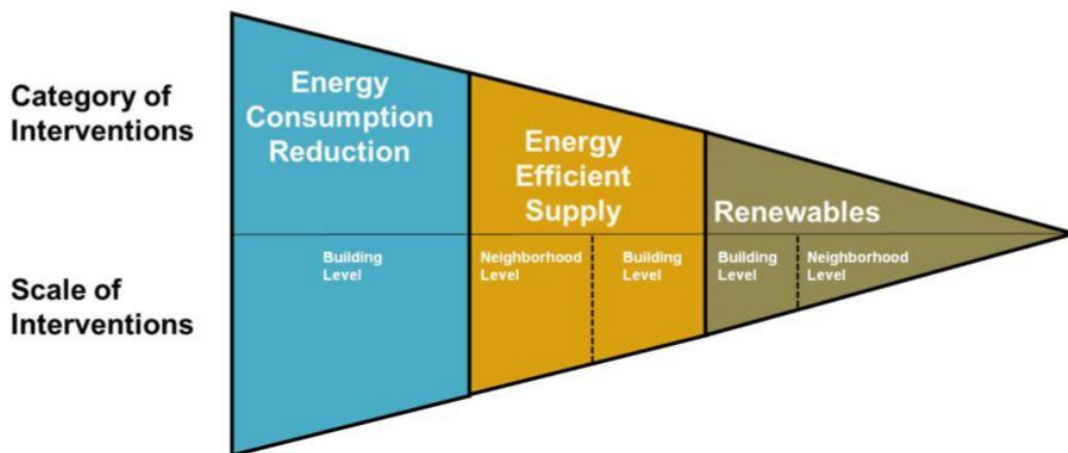 Category of
Interventions
Energy
Consumption
Reduction
Energy
Efficient
Supply
Renewables
Scale of
Interventions
Building
Level
Neighborhood
Level
Building
Level
Building
Level
Neighborhood
Level